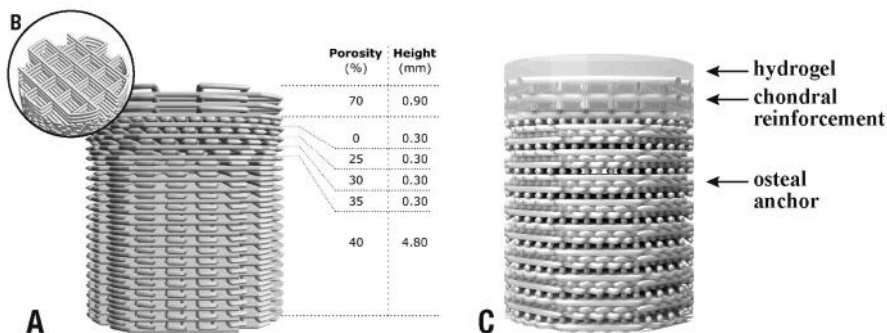 B
Porosity Height
(%) (mm)
70 0.90
0 0.30
25 0.30
30 0.30
35 0.30
40 4.80
A
hydrogel
chondral
reinforcement
osteal
anchor
C